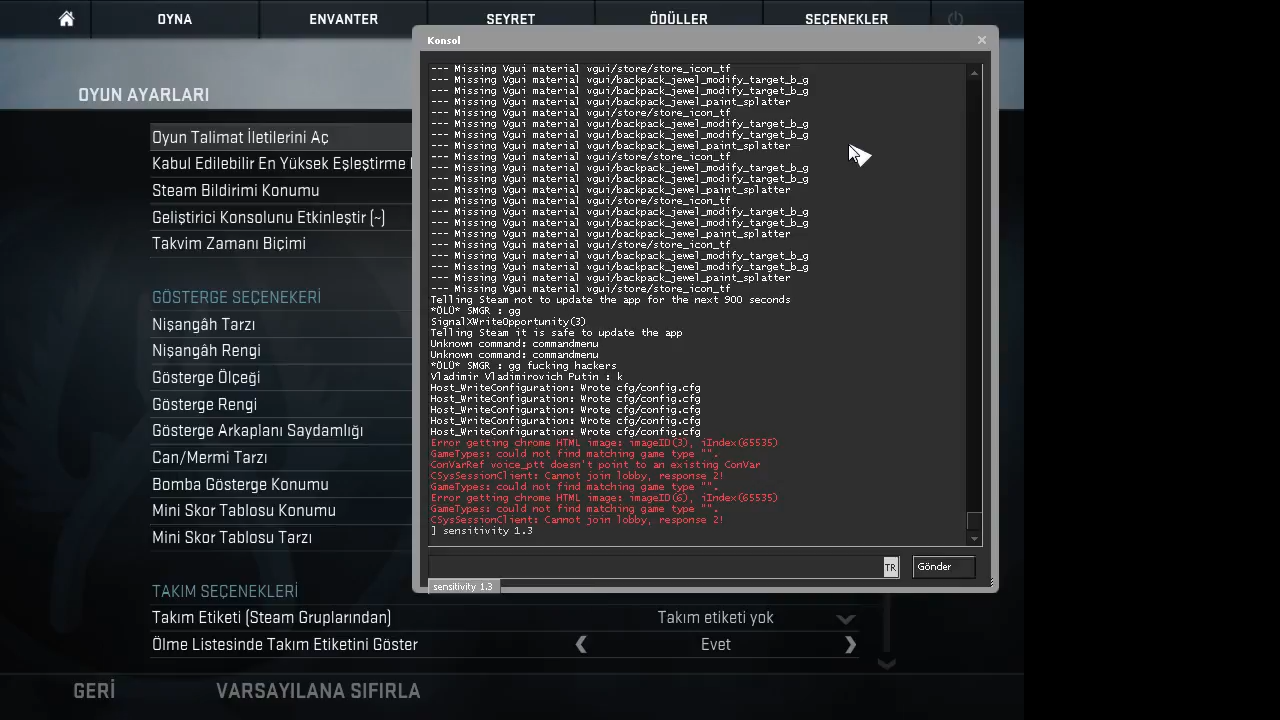 OYNA
ENVANTER
SEYRET
ÖDÜLLER
SEÇENEKLER
OYUN AYARLARI
Oyun Talimat İletilerini Aç
Kabul Edilebilir En Yüksek Eşleştirme
Steam Bildirimi Konumu
Geliştirici Konsolunu Etkinleştir (~)
Takvim Zamanı Biçimi
GÖSTERGE SEÇENEKERİ
Nişangâh Tarzı
Nişangâh Rengi
Gösterge Ölçeği
Gösterge Rengi
Gösterge Arkaplanı Saydamlığı
Can/Mermi Tarzı
Bomba Gösterge Konumu
Mini Skor Tablosu Konumu
Mini Skor Tablosu Tarzı
TAKIM SEÇENEKLERİ
Takım Etiketi (Steam Gruplarından)
Takım etiketi yok
Ölme Listesinde Takım Etiketini Göster
Evet
GERİ
VARSAYILANA SIFIRLA
Konsol
--- Missing Vgui material vgui/store/store_icon_tf
--- Missing Vgui material vgui/backpack_jewel_modify_target_b_g
--- Missing Vgui material vgui/backpack_jewel_modify_target_b_g
--- Missing Vgui material vgui/backpack_jewel_paint_splatter
--- Missing Vgui material vgui/store/store_icon_tf
--- Missing Vgui material vgui/backpack_jewel_modify_target_b_g
--- Missing Vgui material vgui/backpack_jewel_modify_target_b_g
--- Missing Vgui material vgui/backpack_jewel_paint_splatter
--- Missing Vgui material vgui/store/store_icon_tf
--- Missing Vgui material vgui/backpack_jewel_modify_target_b_g
--- Missing Vgui material vgui/backpack_jewel_modify_target_b_g
--- Missing Vgui material vgui/backpack_jewel_paint_splatter
--- Missing Vgui material vgui/store/store_icon_tf
--- Missing Vgui material vgui/backpack_jewel_modify_target_b_g
--- Missing Vgui material vgui/backpack_jewel_modify_target_b_g
--- Missing Vgui material vgui/backpack_jewel_paint_splatter
--- Missing Vgui material vgui/store/store_icon_tf
--- Missing Vgui material vgui/backpack_jewel_modify_target_b_g
--- Missing Vgui material vgui/backpack_jewel_modify_target_b_g
--- Missing Vgui material vgui/backpack_jewel_paint_splatter
--- Missing Vgui material vgui/store/store_icon_tf
Telling Steam not to update the app for the next 900 seconds
*ÖLÜ* SMGR : gg
SignalXWriteOpportunity(3)
Telling Steam it is safe to update the app
Unknown command: commandmenu
Unknown command: commandmenu
*ÖLÜ* SMGR : gg fucking hackers
Vladimir Vladimirovich Putin : k
Host_WriteConfiguration: Wrote cfg/config.cfg
Host_WriteConfiguration: Wrote cfg/config.cfg
Host_WriteConfiguration: Wrote cfg/config.cfg
Host_WriteConfiguration: Wrote cfg/config.cfg
Host_WriteConfiguration: Wrote cfg/config.cfg
Error getting chrome HTML image: imageID(3), iIndex(65535)
GameTypes: could not find matching game type "".
ConVarRef voice_ptt doesn't point to an existing ConVar
CSysSessionClient: Cannot join lobby, response 2!
GameTypes: could not find matching game type "".
Error getting chrome HTML image: imageID(6), iIndex(65535)
GameTypes: could not find matching game type "".
CSysSessionClient: Cannot join lobby, response 2!
] sensitivity 1.3
TR
Gönder
sensitivity 1.3